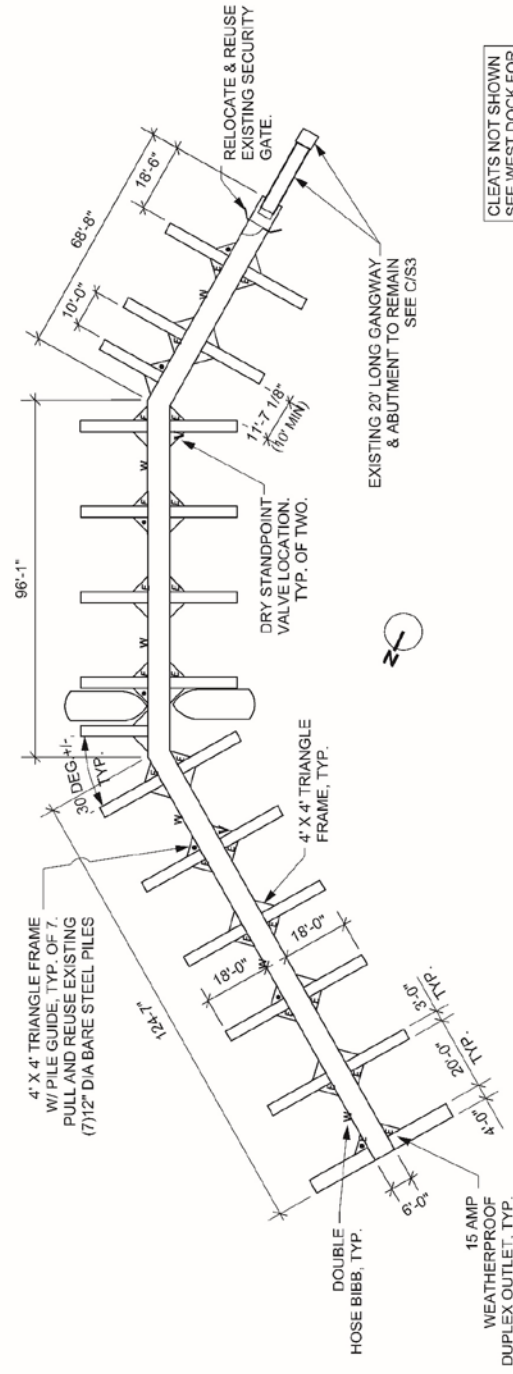 4' X 4' TRIANGLE FRAME
W/ PILE GUIDE, TYP. OF 7.
PULL AND REUSE EXISTING
(7)12" DIA BARE STEEL PILES
96'-1"
68'-8"
18'-6"
10'-0"
RELOCATE & REUSE
EXISTING SECURITY
GATE.
30 DEG.+/-.
TYP.
124'-7"
11'-7 1/8"
(10' MIN)
DRY STANDPOINT
VALVE LOCATION.
TYP. OF TWO.
EXISTING 20' LONG GANGWAY
& ABUTMENT TO REMAIN
SEE C/S3
4' X 4' TRIANGLE
FRAME, TYP.
18'-0"
18'-0"
N
DOUBLE
HOSE BIBB, TYP.
6'-0"
4'-0"
20'-0"
TYP.
3'-0"
TYP.
15 AMP
WEATHERPROOF
DUPLEX OUTLET, TYP.
CLEATS NOT SHOWN
SEE WEST DOCK FOR
W
W
W
W
W
W
W